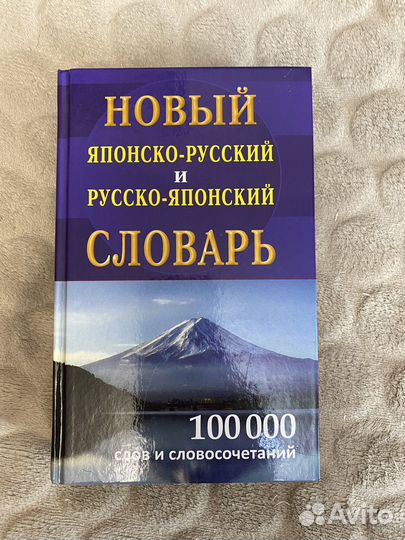 НОВЫЙ
ЯПОНСКО-РУССКИЙ
и
РУССКО-ЯПОНСКИЙ
СЛОВАРЬ
100 000
слов и словосочетаний
Avito